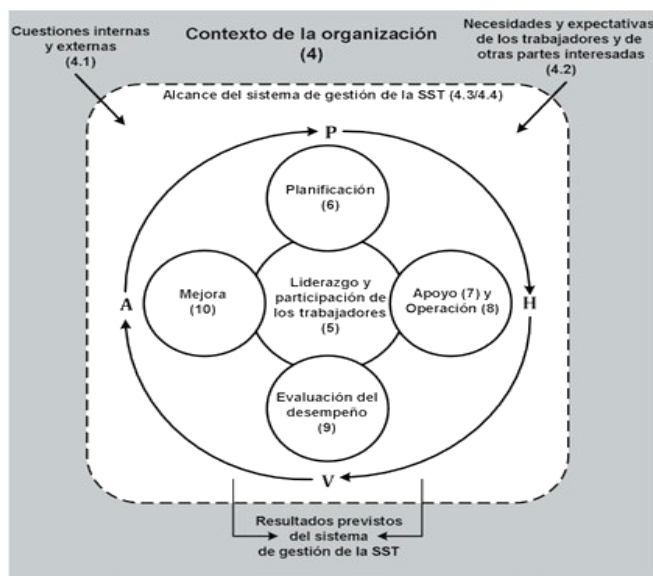 Cuestiones internas
y externas
(4.1)
Contexto de la organización
(4)
Necesidades y expectativas
de los trabajadores y de
otras partes interesadas
(4.2)
Alcance del sistema de gestión de la SST (4.3/4.4)
P
Planificación
(6)
A
Mejora
(10)
Liderazgo y
participación de
los trabajadores
(5)
Apoyo (7) y
Operación (8)
H
Evaluación del
desempeño
(9)
V
Resultados previstos
del sistema
de gestión de la SST